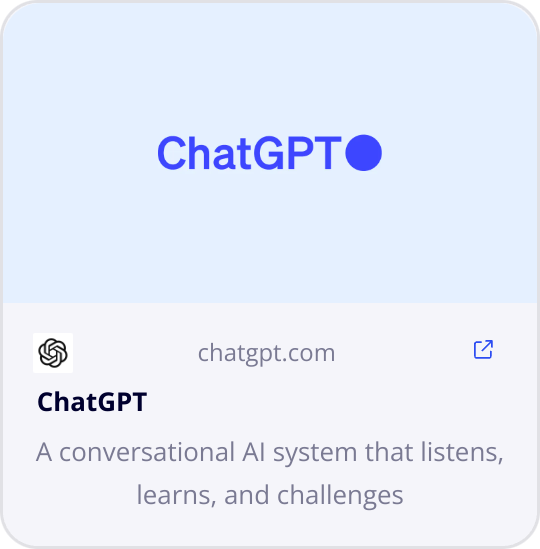 ChatGPT
chatgpt.com
ChatGPT
A conversational AI system that listens,
learns, and challenges